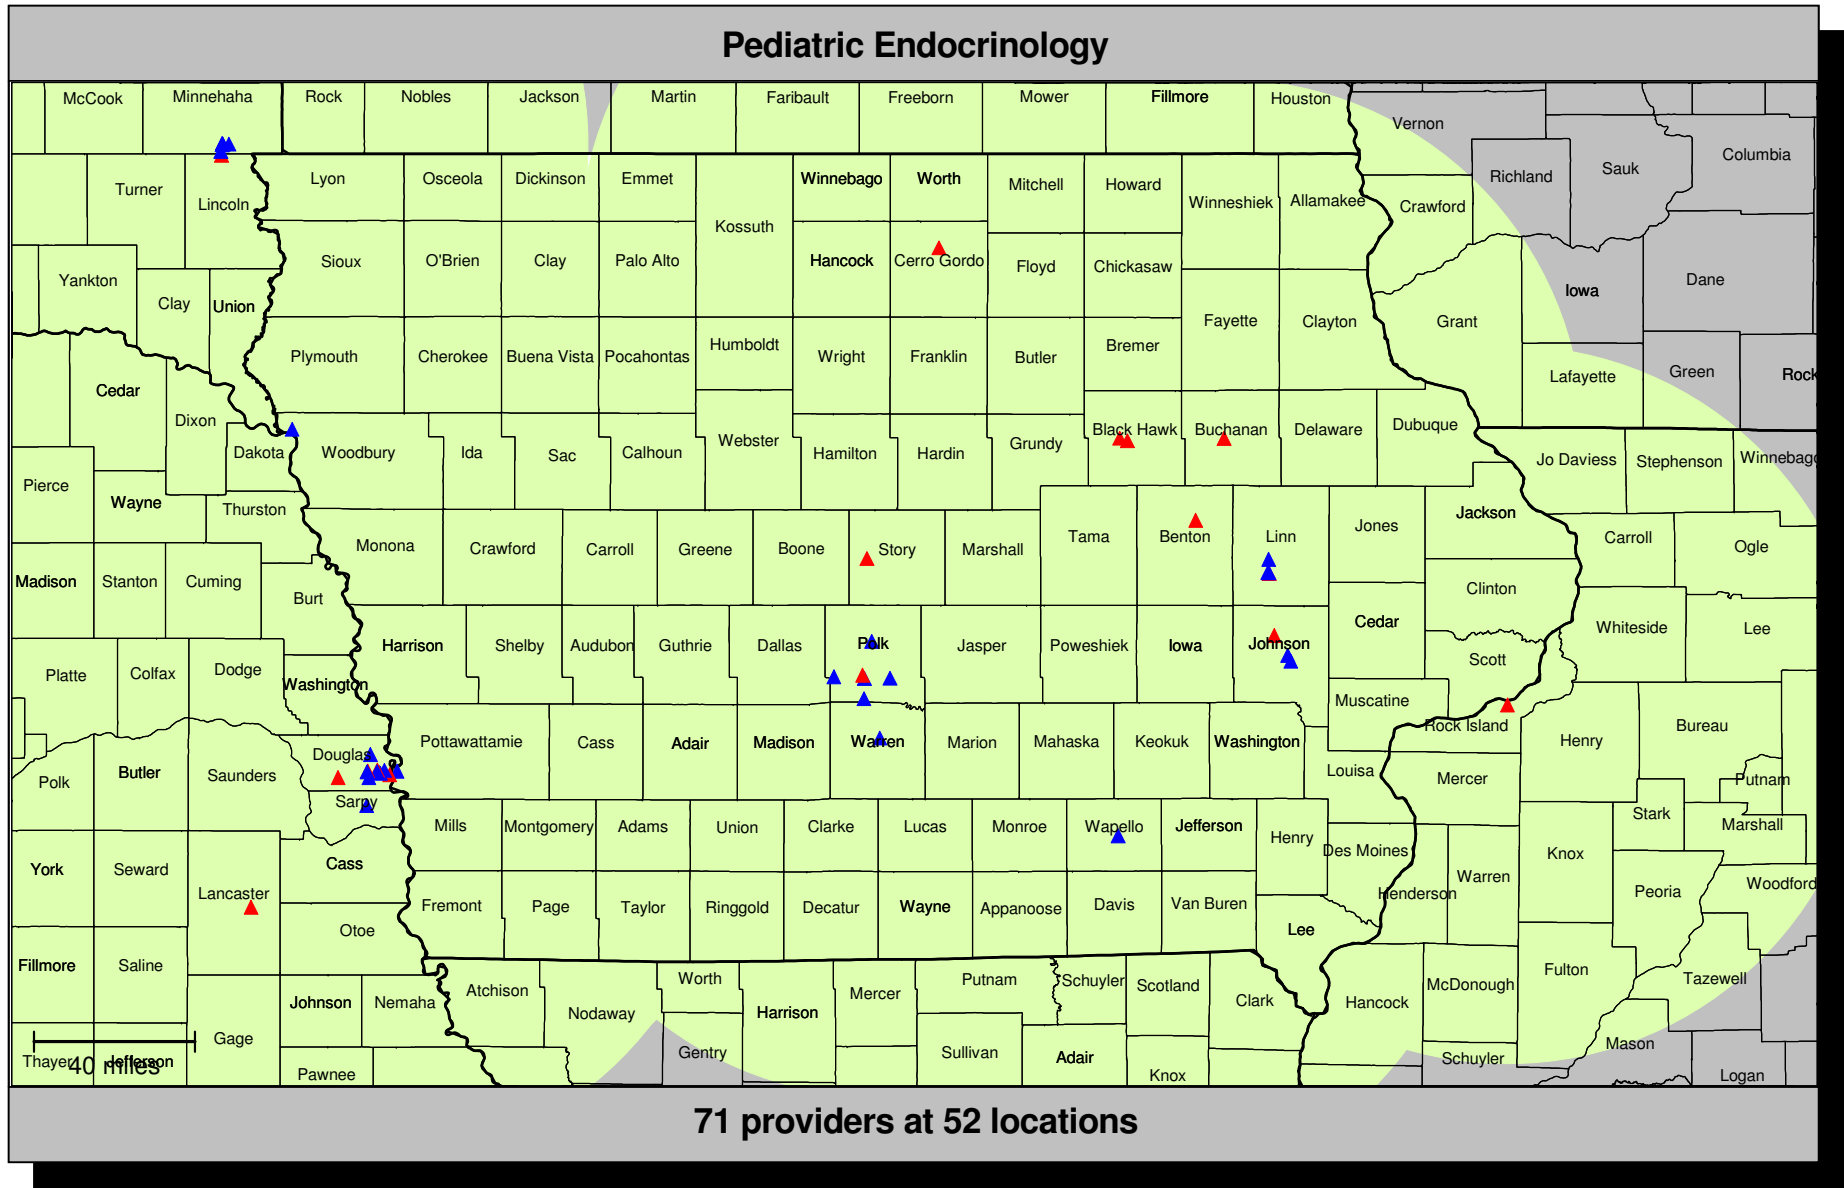 Pediatric Endocrinology
McCook Minnehaha Rock Nobles Jackson Martin Faribault Freeborn Mower Fillmore Houston
Vernon
Columbia
Sauk
Richland
Turner Lyon Osceola Dickinson Emmet Winnebago Worth Mitchell Howard
Lincoln Winneshiek Allamakee Crawford
Kossuth
Yankton Sioux O'Brien Clay Palo Alto Hancock Cerro Gordo Floyd Chickasaw Dane
Clay Union Iowa
Fayette Clayton Grant
Plymouth Cherokee Buena Vista Pocahontas Humboldt Wright Franklin Butler Bremer
Cedar Lafayette Green Rock
Dixon Dubuque
Dakota Woodbury Ida Sac Calhoun Webster Hamilton Hardin Grundy Black Hawk Buchanan Delaware
Jo Daviess Stephenson Winnebago
Pierce
Wayne Thurston Jackson
Monona Crawford Carroll Greene Boone Story Marshall Tama Benton Linn Jones Carroll Ogle
Madison Stanton Cuming Clinton
Burt
Harrison Shelby Audubon Guthrie Dallas Polk Jasper Poweshiek Iowa Johnson Cedar Whiteside Lee
Platte Colfax Dodge Scott
Washington Muscatine
Rock Island Bureau
Pottawattamie Cass Adair Madison Warren Marion Mahaska Keokuk Washington Henry
Douglas
Polk Butler Saunders Louisa Mercer Putnam
Sarpy
Mills Montgomery Adams Union Clarke Lucas Monroe Wapello Jefferson Henry Stark Marshall
Des Moines Knox
York Seward Cass
Lancaster Henderson Warren Peoria Woodford
Fremont Page Taylor Ringgold Decatur Wayne Appanoose Davis Van Buren
Otoe Lee
Fillmore Saline Fulton
Worth Putnam Schuyler Scotland McDonough Tazewell
Johnson Nemaha Atchison Mercer Clark Hancock
Nodaway Harrison
Gage Mason
Gentry Sullivan Adair Schuyler
Thayer Jefferson
40 miles
Pawnee Knox Logan
71 providers at 52 locations